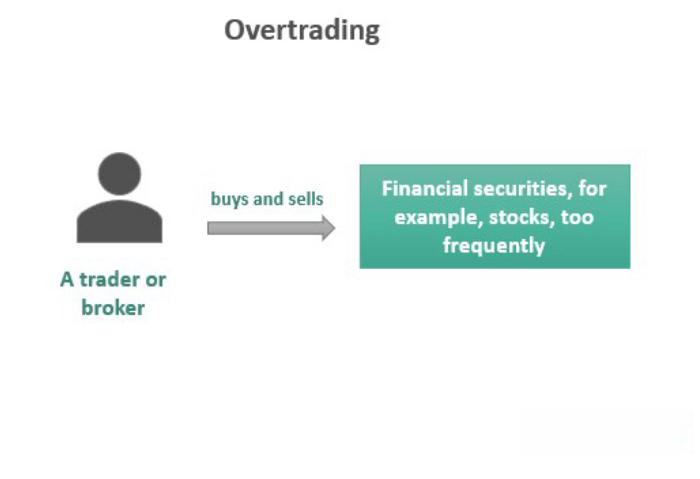 Overtrading
buys and sells
Financial securities, for
example, stocks, too
frequently
A trader or
broker